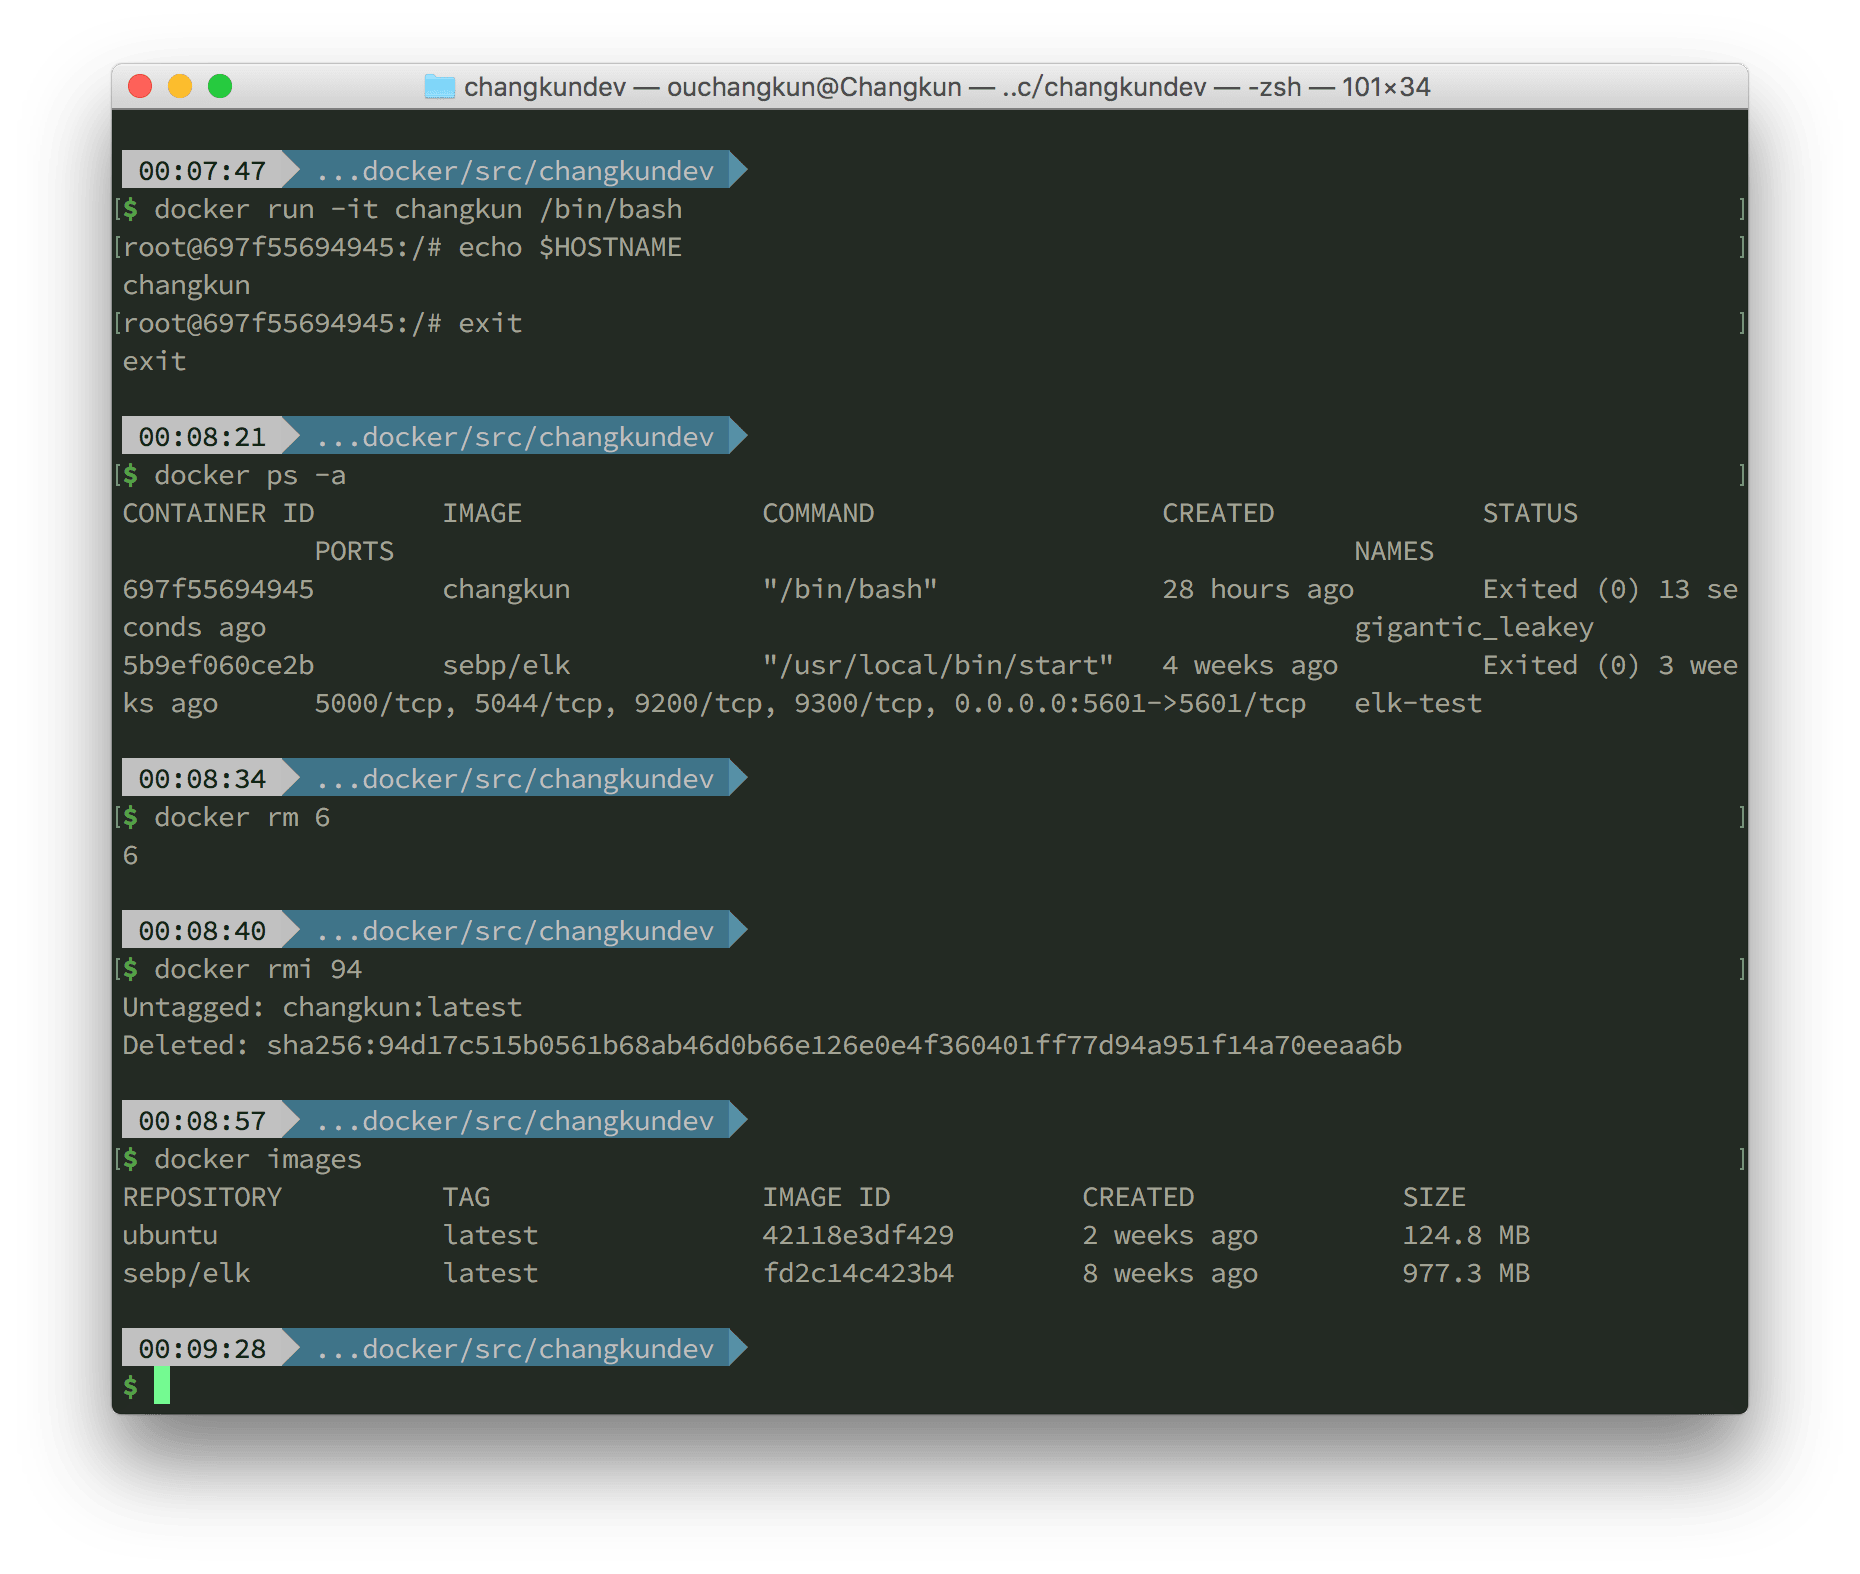 changkundev — ouchangkun@Changkun — ..c/changkundev — -zsh — 101×34
00:07:47 ...docker/src/changkundev
[$ docker run -it changkun /bin/bash ]
[root@697f55694945:/# echo $HOSTNAME ]
changkun
[root@697f55694945:/# exit ]
exit
00:08:21 ...docker/src/changkundev
[$ docker ps -a ]
CONTAINER ID        IMAGE               COMMAND                  CREATED             STATUS
            PORTS                                                            NAMES
697f55694945        changkun            "/bin/bash"              28 hours ago        Exited (0) 13 se
conds ago                                                                    gigantic_leakey
5b9ef060ce2b        sebp/elk            "/usr/local/bin/start"   4 weeks ago         Exited (0) 3 wee
ks ago      5000/tcp, 5044/tcp, 9200/tcp, 9300/tcp, 0.0.0.0:5601->5601/tcp   elk-test
00:08:34 ...docker/src/changkundev
[$ docker rm 6 ]
6
00:08:40 ...docker/src/changkundev
[$ docker rmi 94 ]
Untagged: changkun:latest
Deleted: sha256:94d17c515b0561b68ab46d0b66e126e0e4f360401ff77d94a951f14a70eeaa6b
00:08:57 ...docker/src/changkundev
[$ docker images ]
REPOSITORY          TAG                 IMAGE ID            CREATED             SIZE
ubuntu              latest              42118e3df429        2 weeks ago         124.8 MB
sebp/elk            latest              fd2c14c423b4        8 weeks ago         977.3 MB
00:09:28 ...docker/src/changkundev
$